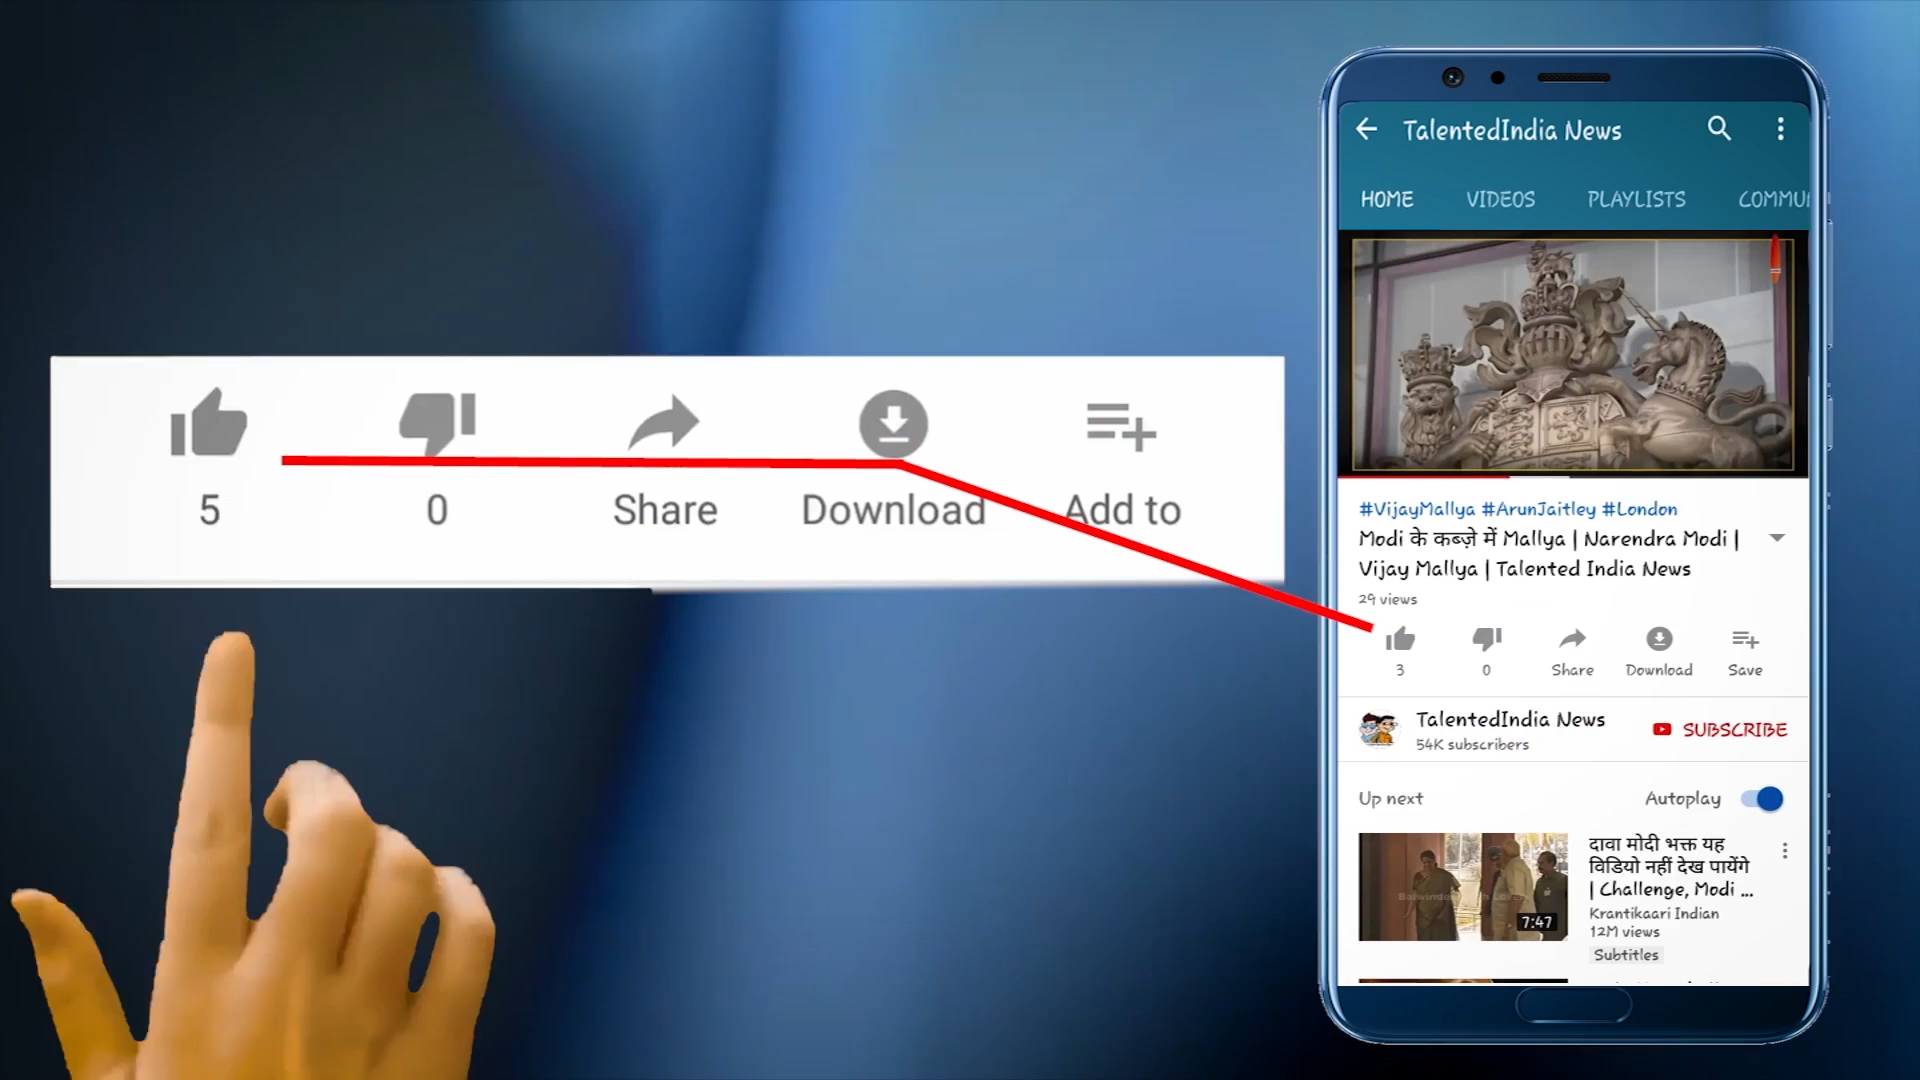 5
0
Share
Download
Add to
TalentedIndia News
HOME VIDEOS PLAYLISTS COMMU
#VijayMallya #ArunJaitley #London
Modi के कब्ज़े में Mallya | Narendra Modi |
Vijay Mallya | Talented India News
29 views
3
0
Share
Download
Save
TalentedIndia News
54K subscribers
SUBSCRIBE
Up next
Autoplay
7:47
दावा मोदी भक्त यह
विडियो नहीं देख पायेंगे
| Challenge, Modi ...
Krantikaari Indian
12M views
Subtitles